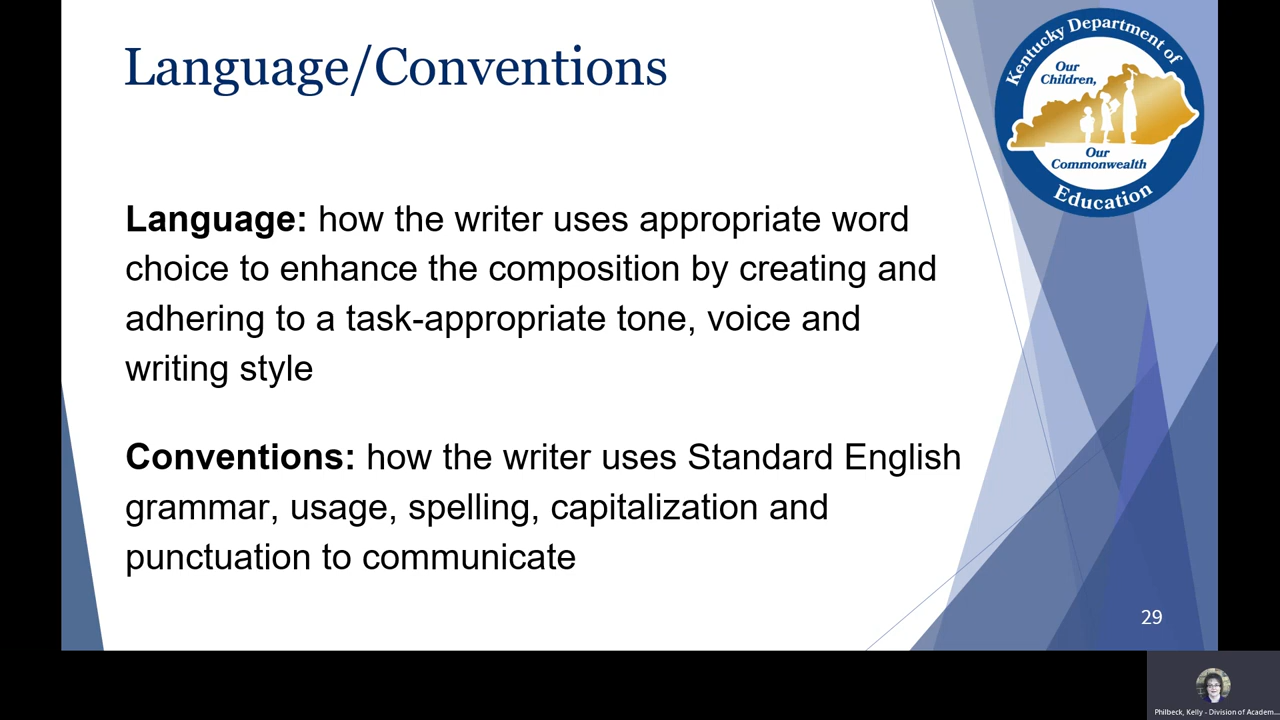 Language/Conventions
Kentucky Department of
Our
Children,
Our
Commonwealth
Education
Language: how the writer uses appropriate word
choice to enhance the composition by creating and
adhering to a task-appropriate tone, voice and
writing style
Conventions: how the writer uses Standard English
grammar, usage, spelling, capitalization and
punctuation to communicate
29
Philbeck, Kelly - Division of Academ...